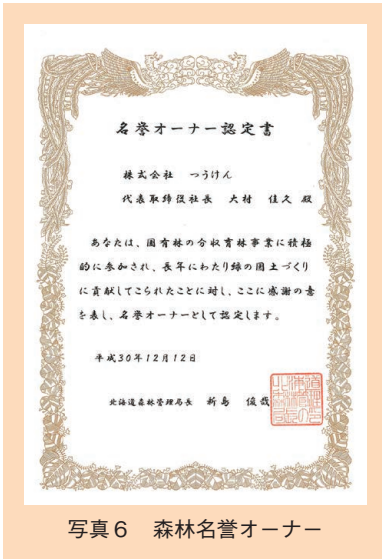 名誉オーナー認定書
株式会社　つうけん
代表取締役社長　大村　佳久　殿
あなたは、国有林の分収育林事業に積極
的に参加され、長年にわたり緑の国土づくり
に貢献してこられたことに対し、ここに感謝の意
を表し、名誉オーナーとして認定します。
平成30年12月12日
北海道森林管理局長　新島　俊哉
写真６　森林名誉オーナー